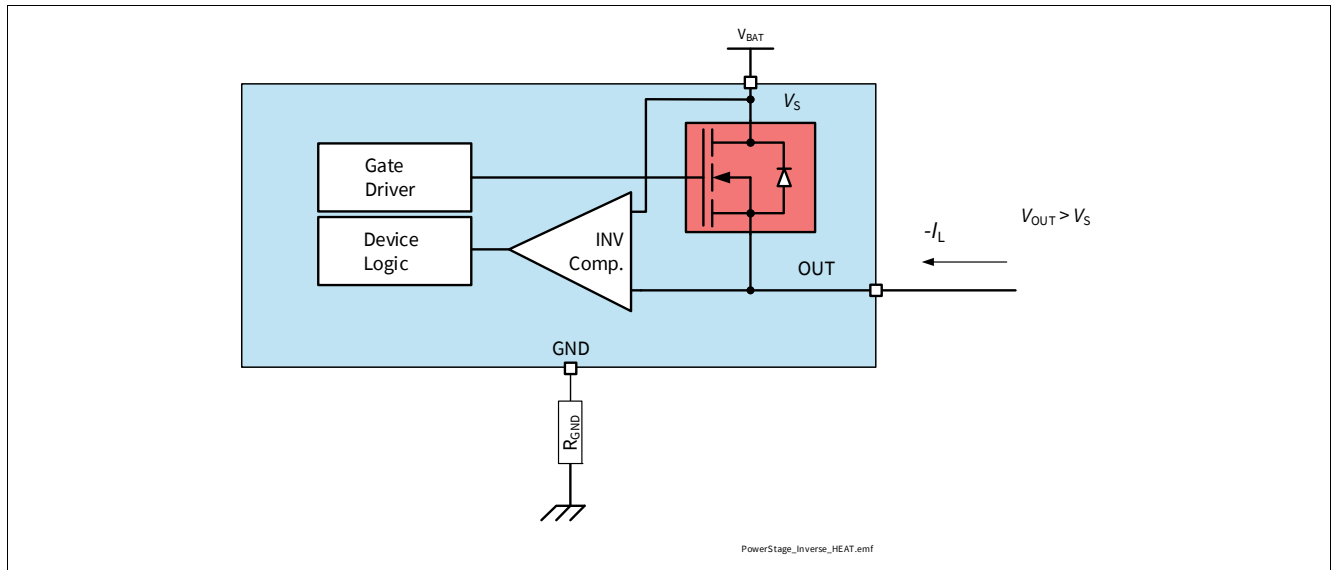 VBAT
VS
Gate
Driver
Device
Logic
INV
Comp.
VOUT > VS
-IL
OUT
GND
RGND
PowerStage_Inverse_HEAT.emf